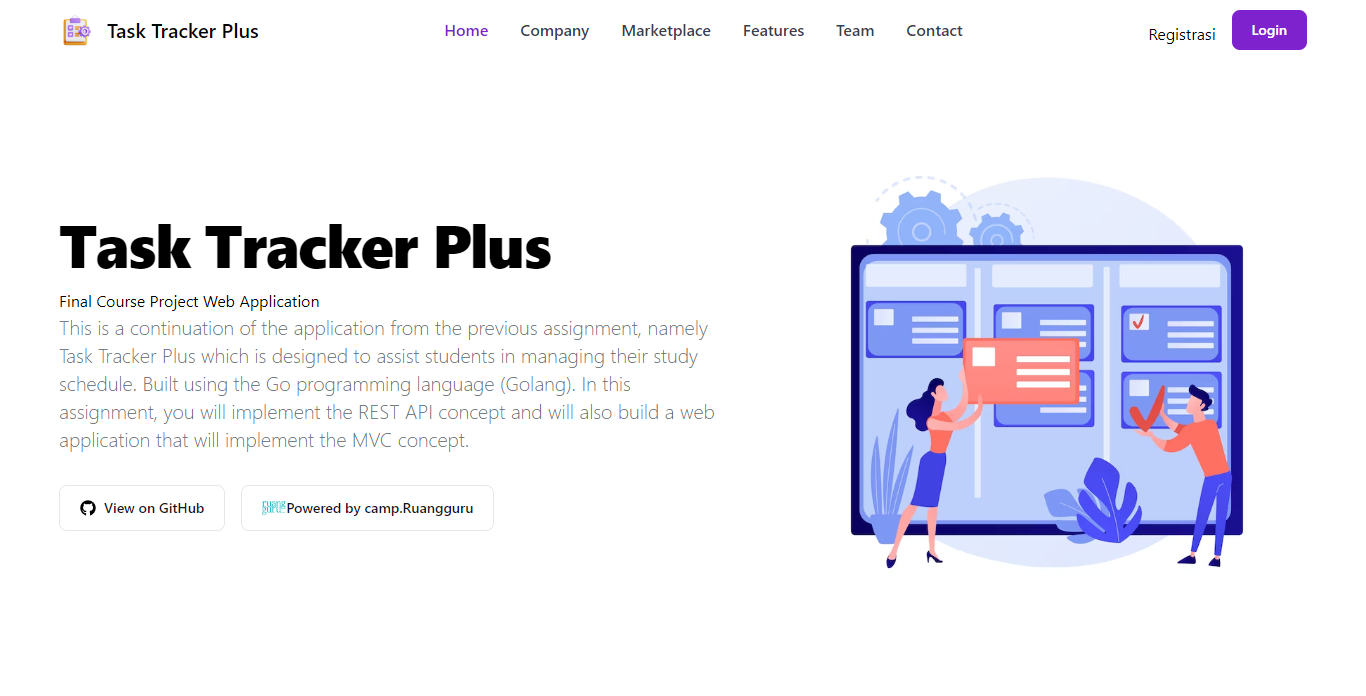 Task Tracker Plus
Home
Company
Marketplace
Features
Team
Contact
Registrasi
Login
Task Tracker Plus
Final Course Project Web Application
This is a continuation of the application from the previous assignment, namely
Task Tracker Plus which is designed to assist students in managing their study
schedule. Built using the Go programming language (Golang). In this
assignment, you will implement the REST API concept and will also build a web
application that will implement the MVC concept.
View on GitHub
Powered by camp.Ruangguru